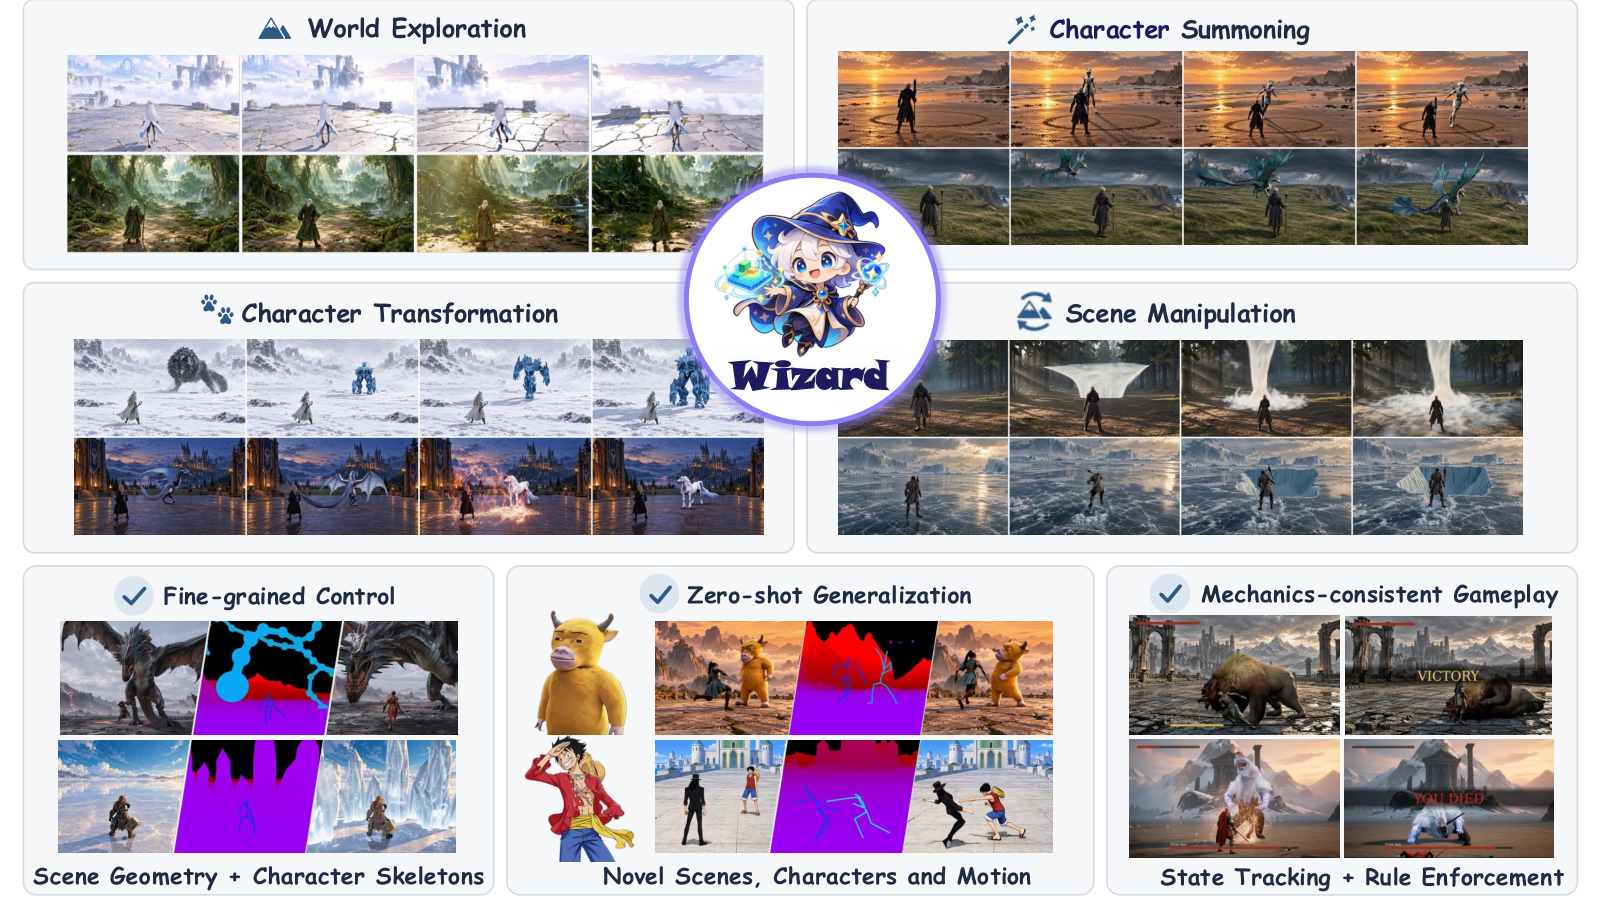 World Exploration
Character Summoning
Character Transformation
Scene Manipulation
Wizard
Fine-grained Control
Zero-shot Generalization
Mechanics-consistent Gameplay
VICTORY
YOU DIED
Scene Geometry + Character Skeletons
Novel Scenes, Characters and Motion
State Tracking + Rule Enforcement